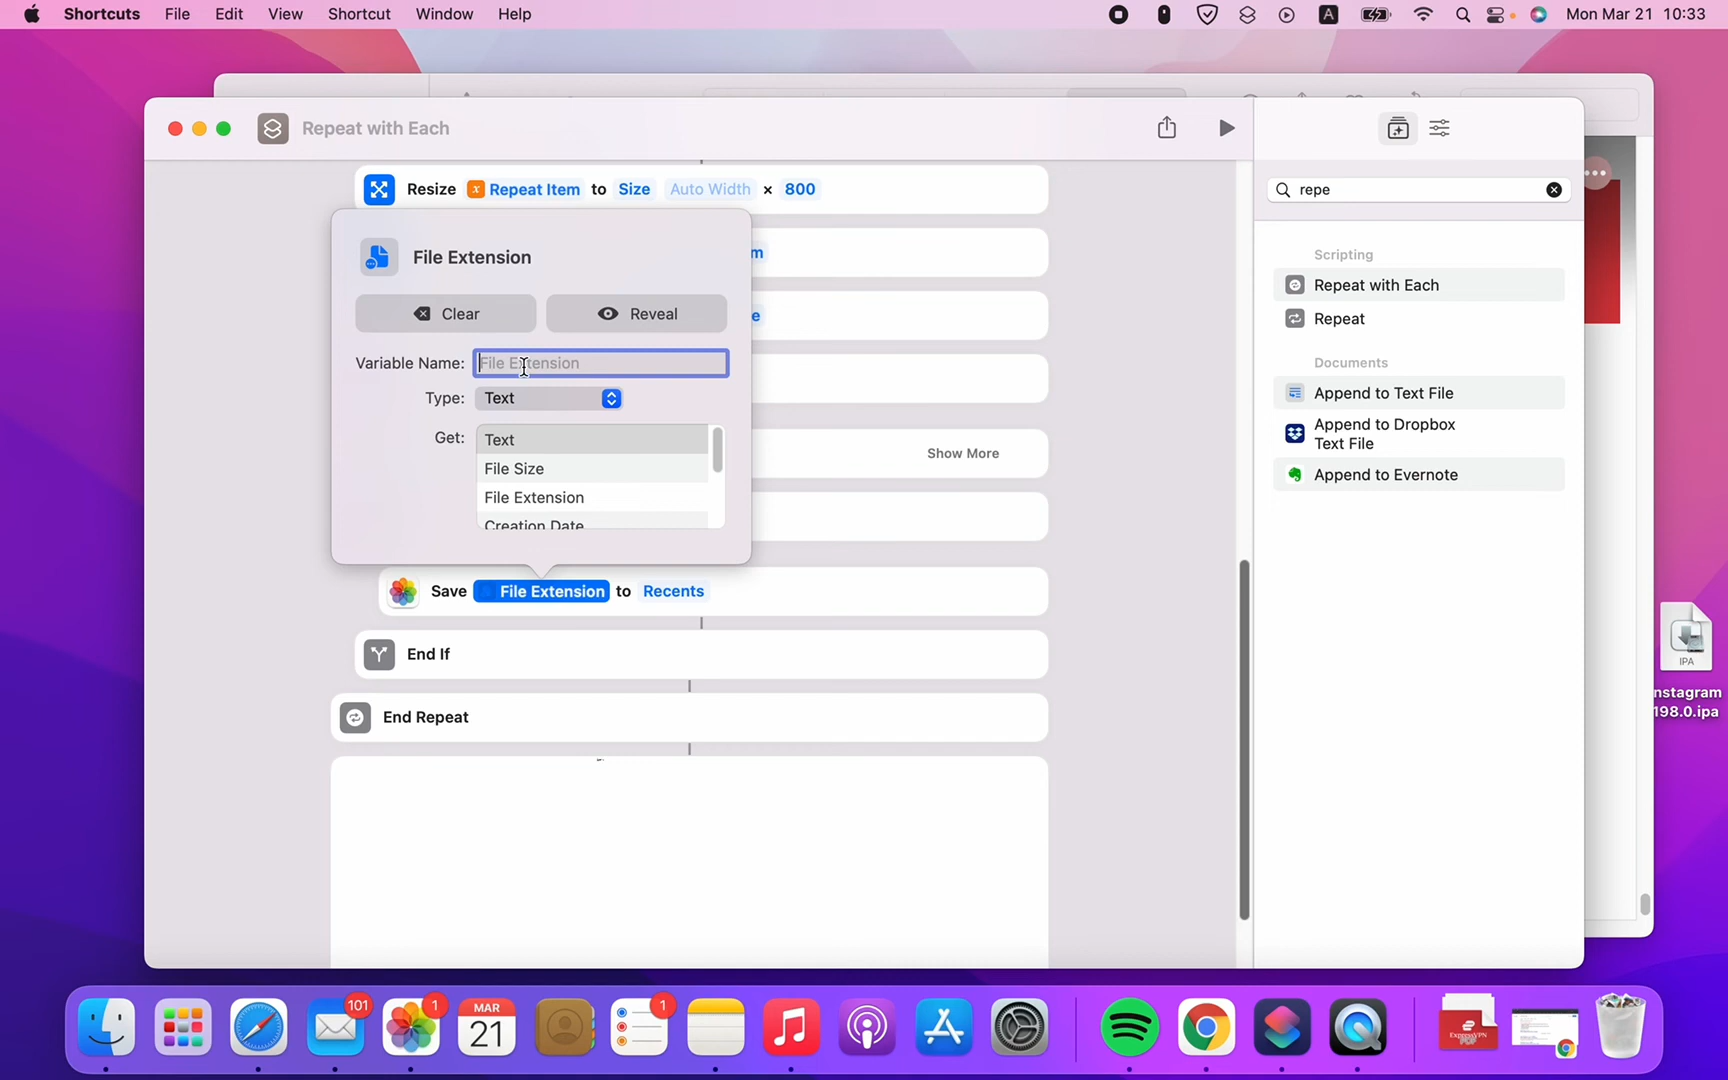 Shortcuts File Edit View Shortcut Window Help A Mon Mar 21 10:33
Repeat with Each
repe
Resize Repeat Item to Size Auto Width × 800
File Extension
m
Clear Reveal
e
Variable Name: File Extension
Type: Text
Get: Text
File Size
File Extension
Creation Date
Show More
Save File Extension to Recents
End If
End Repeat
Scripting
Repeat with Each
Repeat
Documents
Append to Text File
Append to Dropbox
Text File
Append to Evernote
IPA
nstagram
198.0.ipa
101
1
MAR
21
1
ExpressVPN
PDF